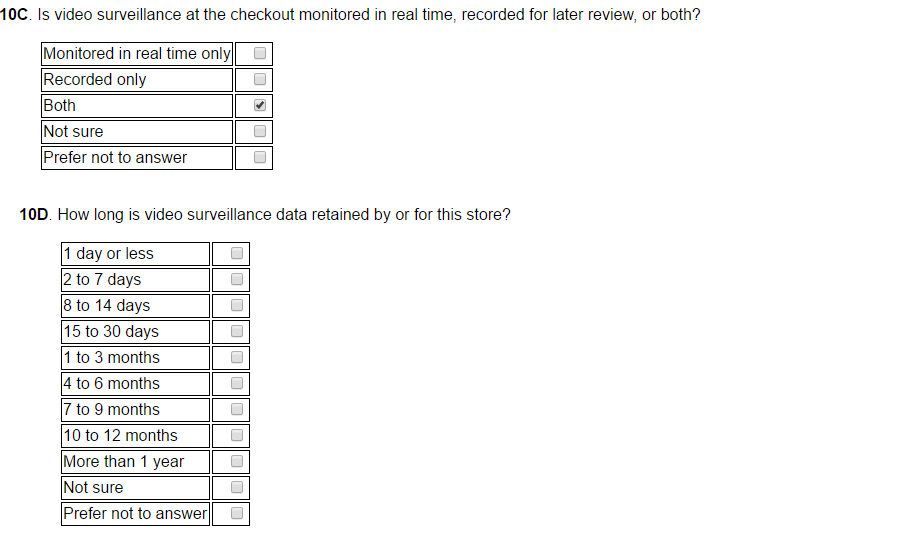 10C. Is video surveillance at the checkout monitored in real time, recorded for later review, or both?
Monitored in real time only
Recorded only
Both
Not sure
Prefer not to answer
10D. How long is video surveillance data retained by or for this store?
1 day or less
2 to 7 days
8 to 14 days
15 to 30 days
1 to 3 months
4 to 6 months
7 to 9 months
10 to 12 months
More than 1 year
Not sure
Prefer not to answer